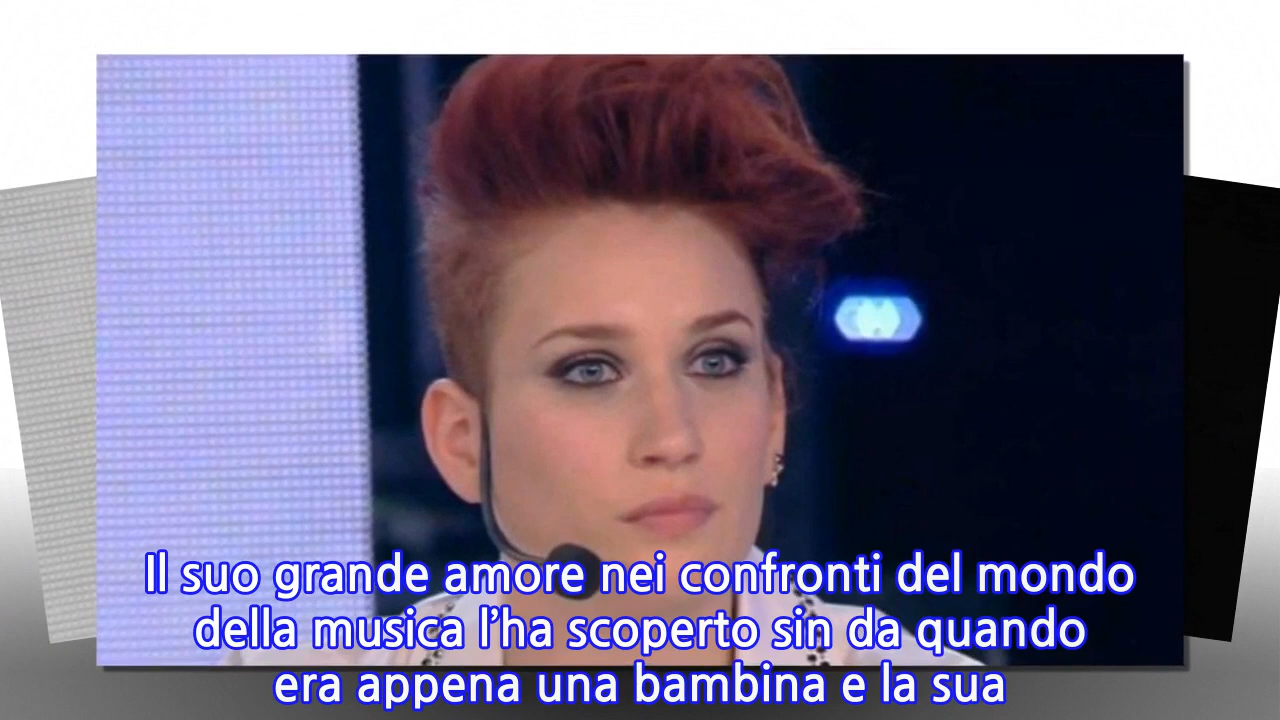 Il suo grande amore nei confronti del mondo
della musica l'ha scoperto sin da quando
era appena una bambina e la sua